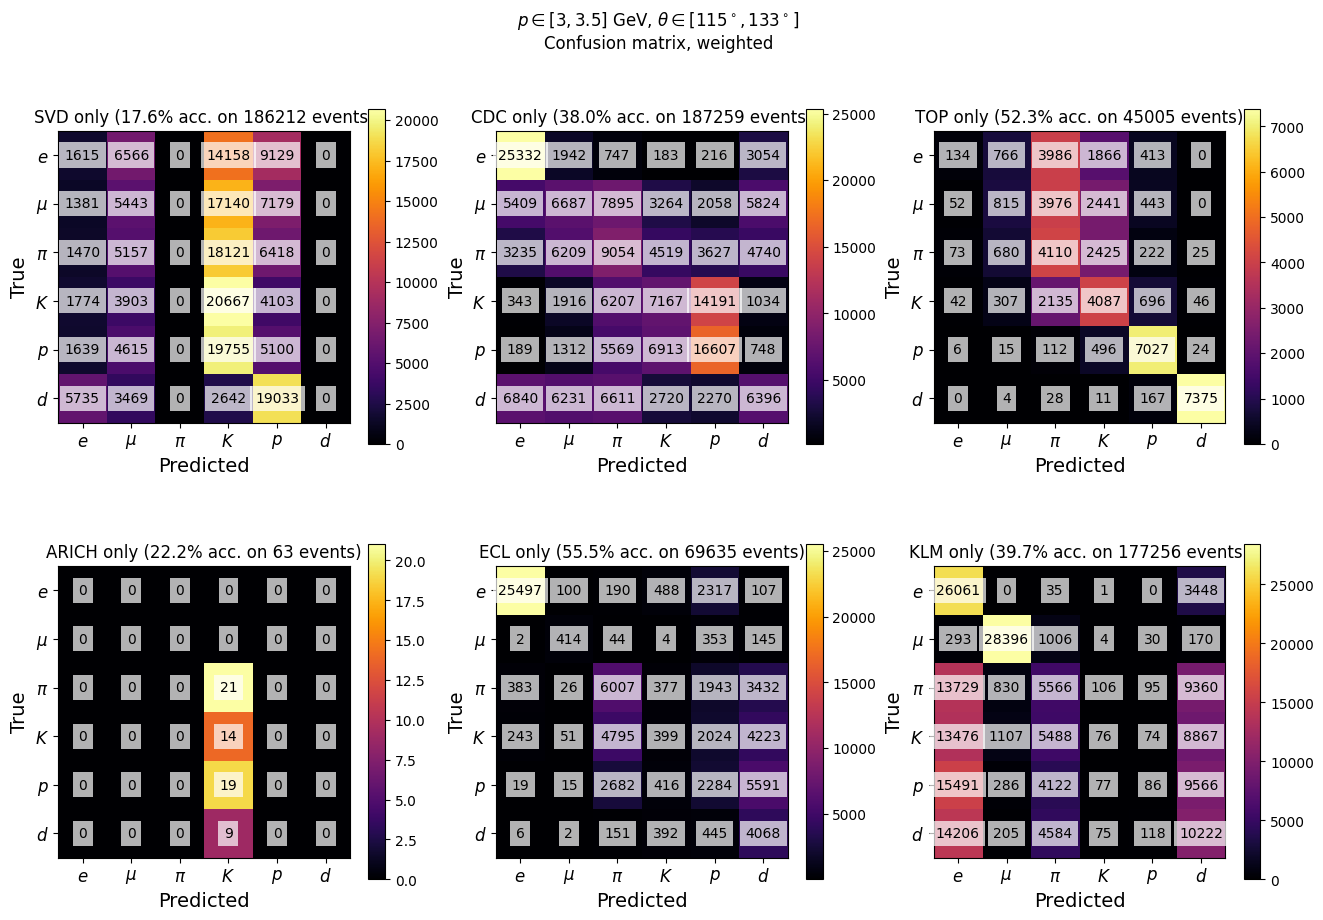 p ∈ [3, 3.5] GeV, θ ∈ [115°, 133°]
Confusion matrix, weighted
SVD only (17.6% acc. on 186212 events
e 1615 6566 0 14158 9129 0
μ 1381 5443 0 17140 7179 0
π 1470 5157 0 18121 6418 0
K 1774 3903 0 20667 4103 0
p 1639 4615 0 19755 5100 0
d 5735 3469 0 2642 19033 0
e μ π K p d
Predicted
True
20000
17500
15000
12500
10000
7500
5000
2500
0
CDC only (38.0% acc. on 187259 events
e 25332 1942 747 183 216 3054
μ 5409 6687 7895 3264 2058 5824
π 3235 6209 9054 4519 3627 4740
K 343 1916 6207 7167 14191 1034
p 189 1312 5569 6913 16607 748
d 6840 6231 6611 2720 2270 6396
e μ π K p d
Predicted
True
25000
20000
15000
10000
5000
TOP only (52.3% acc. on 45005 events)
e 134 766 3986 1866 413 0
μ 52 815 3976 2441 443 0
π 73 680 4110 2425 222 25
K 42 307 2135 4087 696 46
p 6 15 112 496 7027 24
d 0 4 28 11 167 7375
e μ π K p d
Predicted
True
7000
6000
5000
4000
3000
2000
1000
0
ARICH only (22.2% acc. on 63 events)
e 0 0 0 0 0 0
μ 0 0 0 0 0 0
π 0 0 0 21 0 0
K 0 0 0 14 0 0
p 0 0 0 19 0 0
d 0 0 0 9 0 0
e μ π K p d
Predicted
True
20.0
17.5
15.0
12.5
10.0
7.5
5.0
2.5
0.0
ECL only (55.5% acc. on 69635 events)
e 25497 100 190 488 2317 107
μ 2 414 44 4 353 145
π 383 26 6007 377 1943 3432
K 243 51 4795 399 2024 4223
p 19 15 2682 416 2284 5591
d 6 2 151 392 445 4068
e μ π K p d
Predicted
True
25000
20000
15000
10000
5000
KLM only (39.7% acc. on 177256 events
e 26061 0 35 1 0 3448
μ 293 28396 1006 4 30 170
π 13729 830 5566 106 95 9360
K 13476 1107 5488 76 74 8867
p 15491 286 4122 77 86 9566
d 14206 205 4584 75 118 10222
e μ π K p d
Predicted
True
25000
20000
15000
10000
5000
0